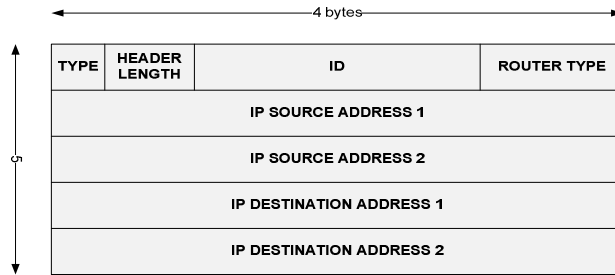 4 bytes
TYPE
HEADER
LENGTH
ID
ROUTER TYPE
IP SOURCE ADDRESS 1
5
IP SOURCE ADDRESS 2
IP DESTINATION ADDRESS 1
IP DESTINATION ADDRESS 2